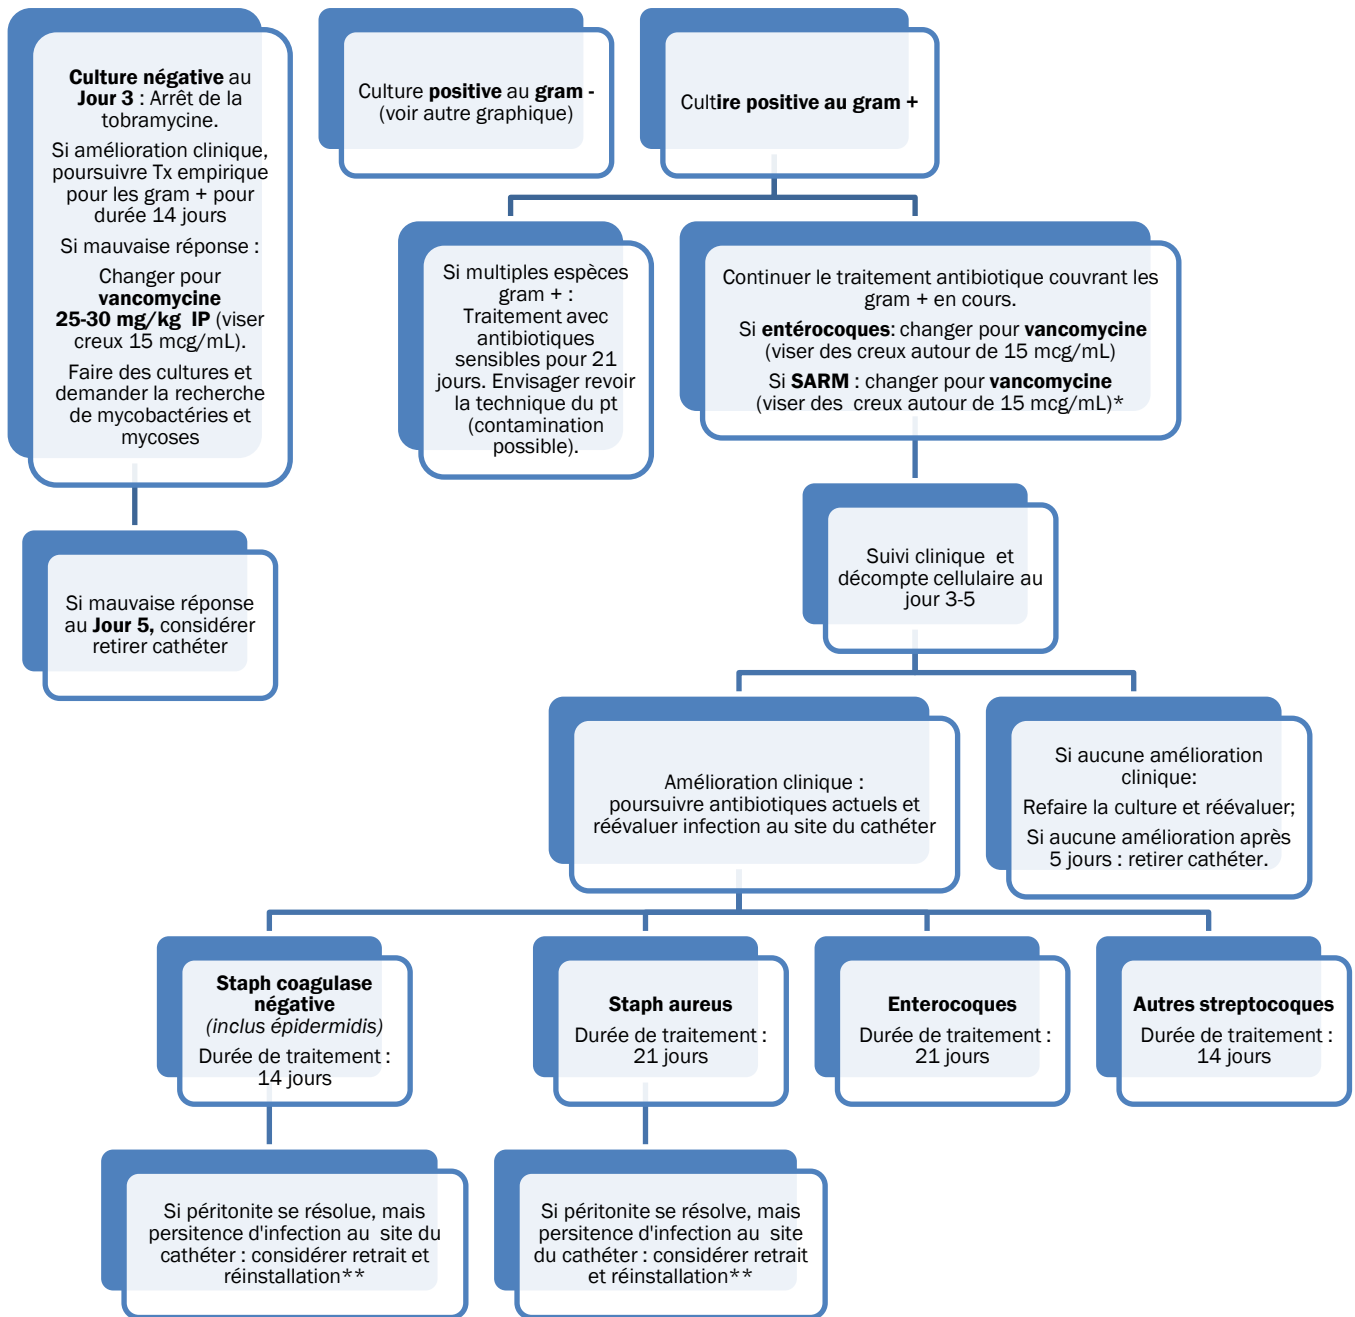 Culture négative au
Jour 3 : Arrêt de la
tobramycine.
Si amélioration clinique,
poursuivre Tx empirique
pour les gram + pour
durée 14 jours
Si mauvaise réponse :
Changer pour
vancomycine
25-30 mg/kg IP (viser
creux 15 mcg/mL).
Faire des cultures et
demander la recherche
de mycobactéries et
mycoses
Si mauvaise réponse
au Jour 5, considérer
retirer cathéter
Culture positive au gram -
(voir autre graphique)
Cultire positive au gram +
Si multiples espèces
gram + :
Traitement avec
antibiotiques
sensibles pour 21
jours. Envisager revoir
la technique du pt
(contamination
possible).
Continuer le traitement antibiotique couvrant les
gram + en cours.
Si entérocoques: changer pour vancomycine
(viser des creux autour de 15 mcg/mL)
Si SARM : changer pour vancomycine
(viser des creux autour de 15 mcg/mL)*
Suivi clinique et
décompte cellulaire au
jour 3-5
Amélioration clinique :
poursuivre antibiotiques actuels et
réévaluer infection au site du cathéter
Si aucune amélioration
clinique:
Refaire la culture et réévaluer;
Si aucune amélioration après
5 jours : retirer cathéter.
Staph coagulase
négative
(inclus épidermidis)
Durée de traitement :
14 jours
Staph aureus
Durée de traitement :
21 jours
Enterocoques
Durée de traitement :
21 jours
Autres streptocoques
Durée de traitement :
14 jours
Si péritonite se résolue, mais
persitence d'infection au site du
cathéter : considérer retrait et
réinstallation**
Si péritonite se résolve, mais
persitence d'infection au site
du cathéter : considérer retrait
et réinstallation**